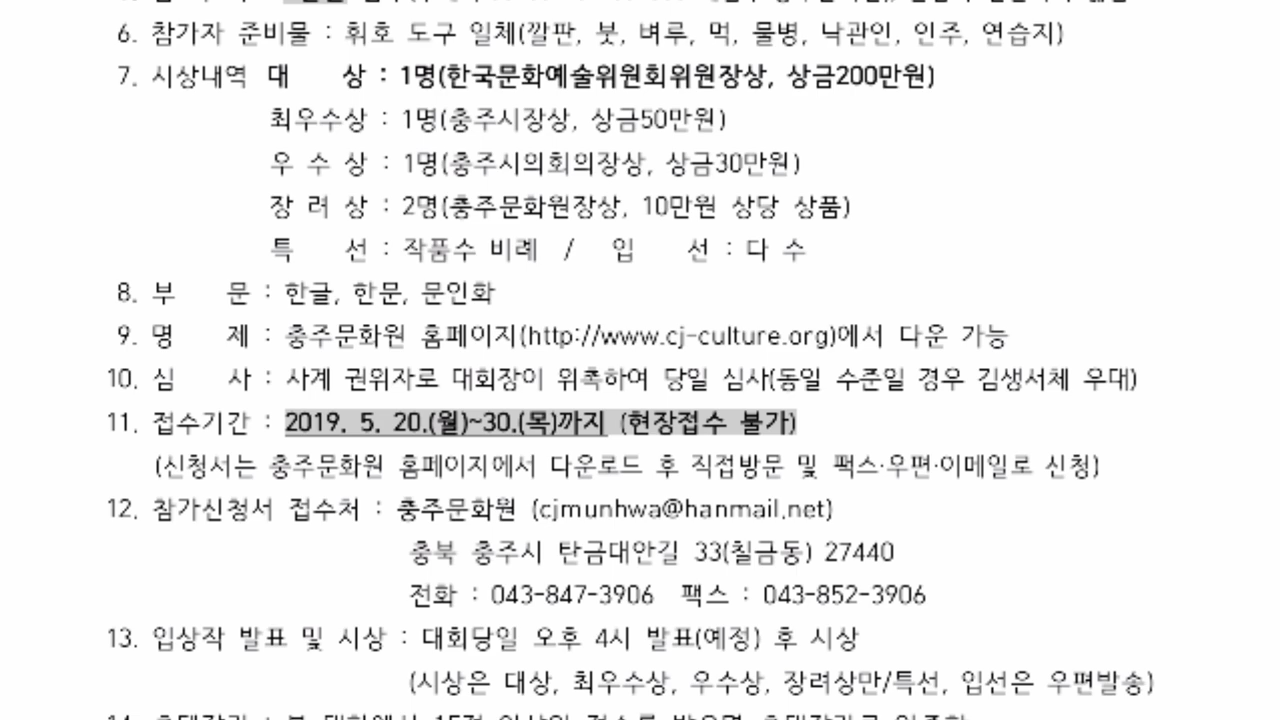 6. 참가자 준비물 : 휘호 도구 일체(깔판, 붓, 벼루, 먹, 물병, 낙관인, 인주, 연습지)
7. 시상내역 대 상 : 1명(한국문화예술위원회위원장상, 상금200만원)
최우수상 : 1명(충주시장상, 상금50만원)
우 수 상 : 1명(충주시의회의장상, 상금30만원)
장 려 상 : 2명(충주문화원장상, 10만원 상당 상품)
특 선 : 작품수 비례 / 입 선 : 다 수
8. 부 문 : 한글, 한문, 문인화
9. 명 제 : 충주문화원 홈페이지(http://www.cj-culture.org)에서 다운 가능
10. 심 사 : 사계 권위자로 대회장이 위촉하여 당일 심사(동일 수준일 경우 김생서체 우대)
11. 접수기간 : 2019. 5. 20.(월)~30.(목)까지 (현장접수 불가)
(신청서는 충주문화원 홈페이지에서 다운로드 후 직접방문 및 팩스·우편·이메일로 신청)
12. 참가신청서 접수처 : 충주문화원 (cjmunhwa@hanmail.net)
충북 충주시 탄금대안길 33(칠금동) 27440
전화 : 043-847-3906 팩스 : 043-852-3906
13. 입상작 발표 및 시상 : 대회당일 오후 4시 발표(예정) 후 시상
(시상은 대상, 최우수상, 우수상, 장려상만/특선, 입선은 우편발송)